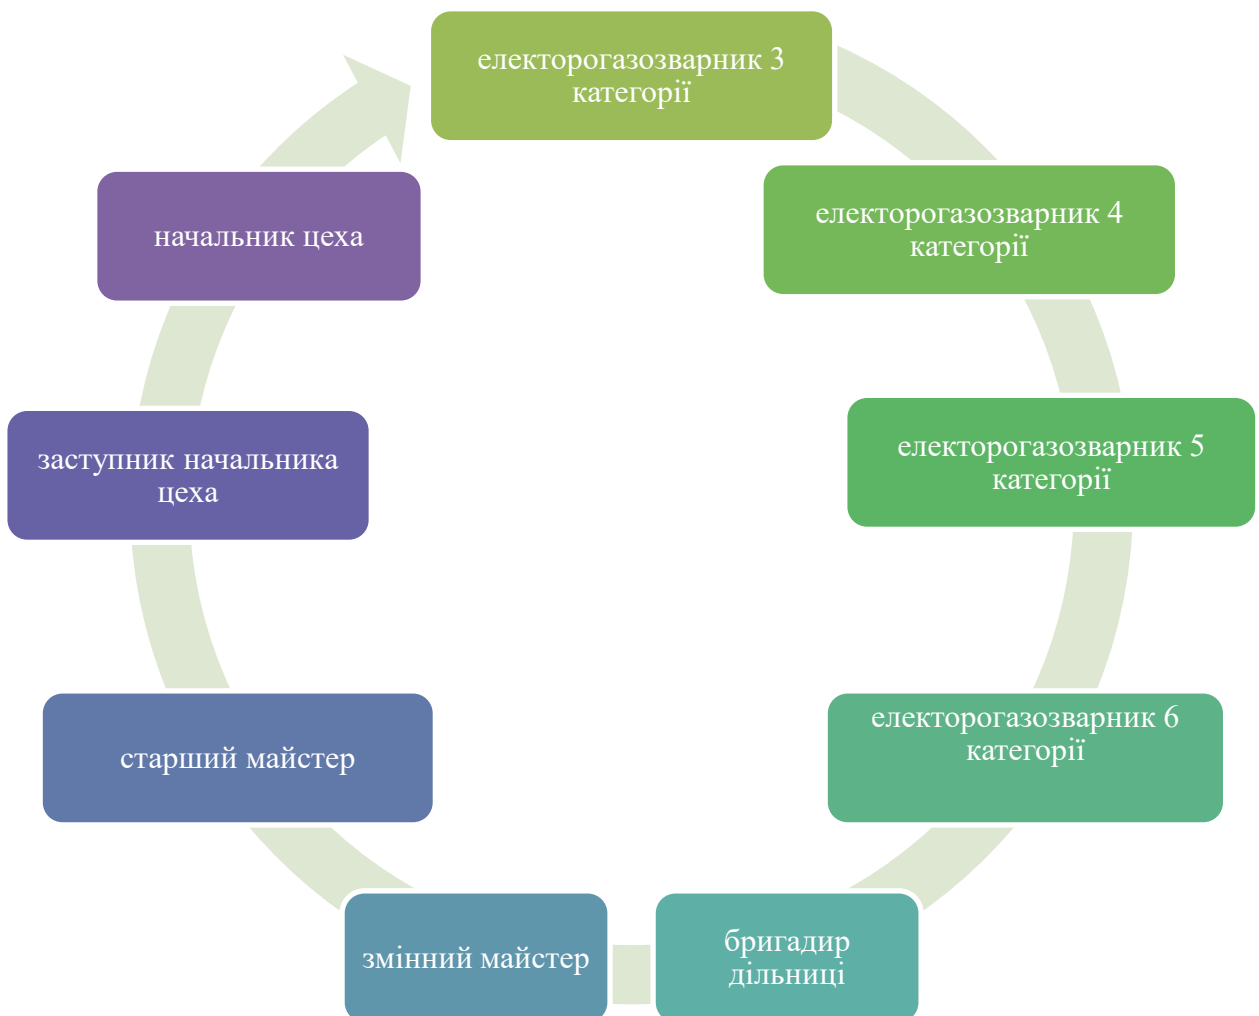 електорогазозварник 3
категорії
електорогазозварник 4
категорії
електорогазозварник 5
категорії
електорогазозварник 6
категорії
бригадир
дільниці
змінний майстер
старший майстер
заступник начальника
цеха
начальник цеха